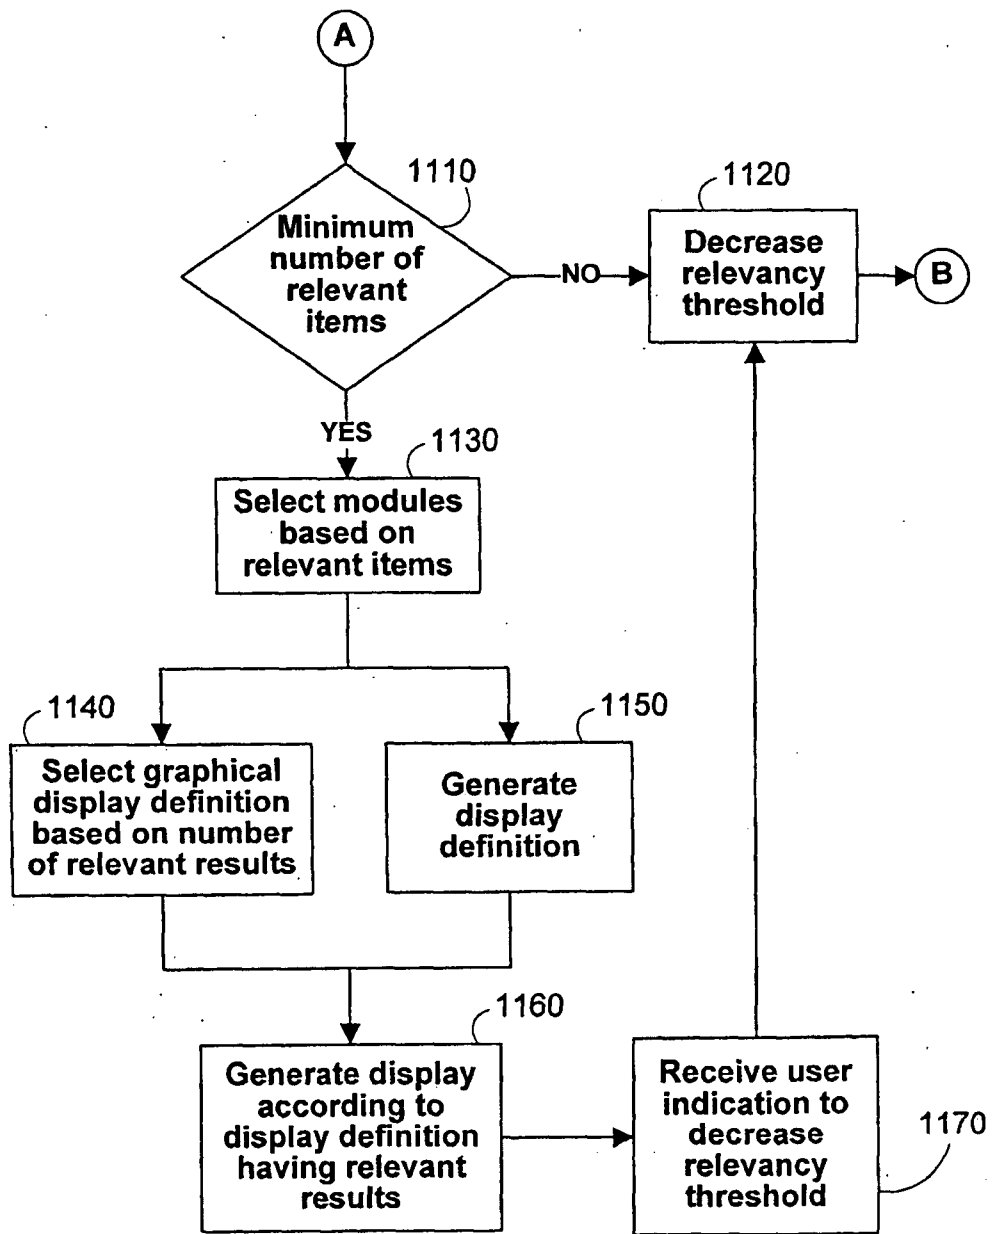 A
1110
Minimum
number of
relevant
items
NO
1120
Decrease
relevancy
threshold
B
YES
1130
Select modules
based on
relevant items
1140
Select graphical
display definition
based on number
of relevant results
1150
Generate
display
definition
1160
Generate display
according to
display definition
having relevant
results
Receive user
indication to
decrease
relevancy
threshold
1170